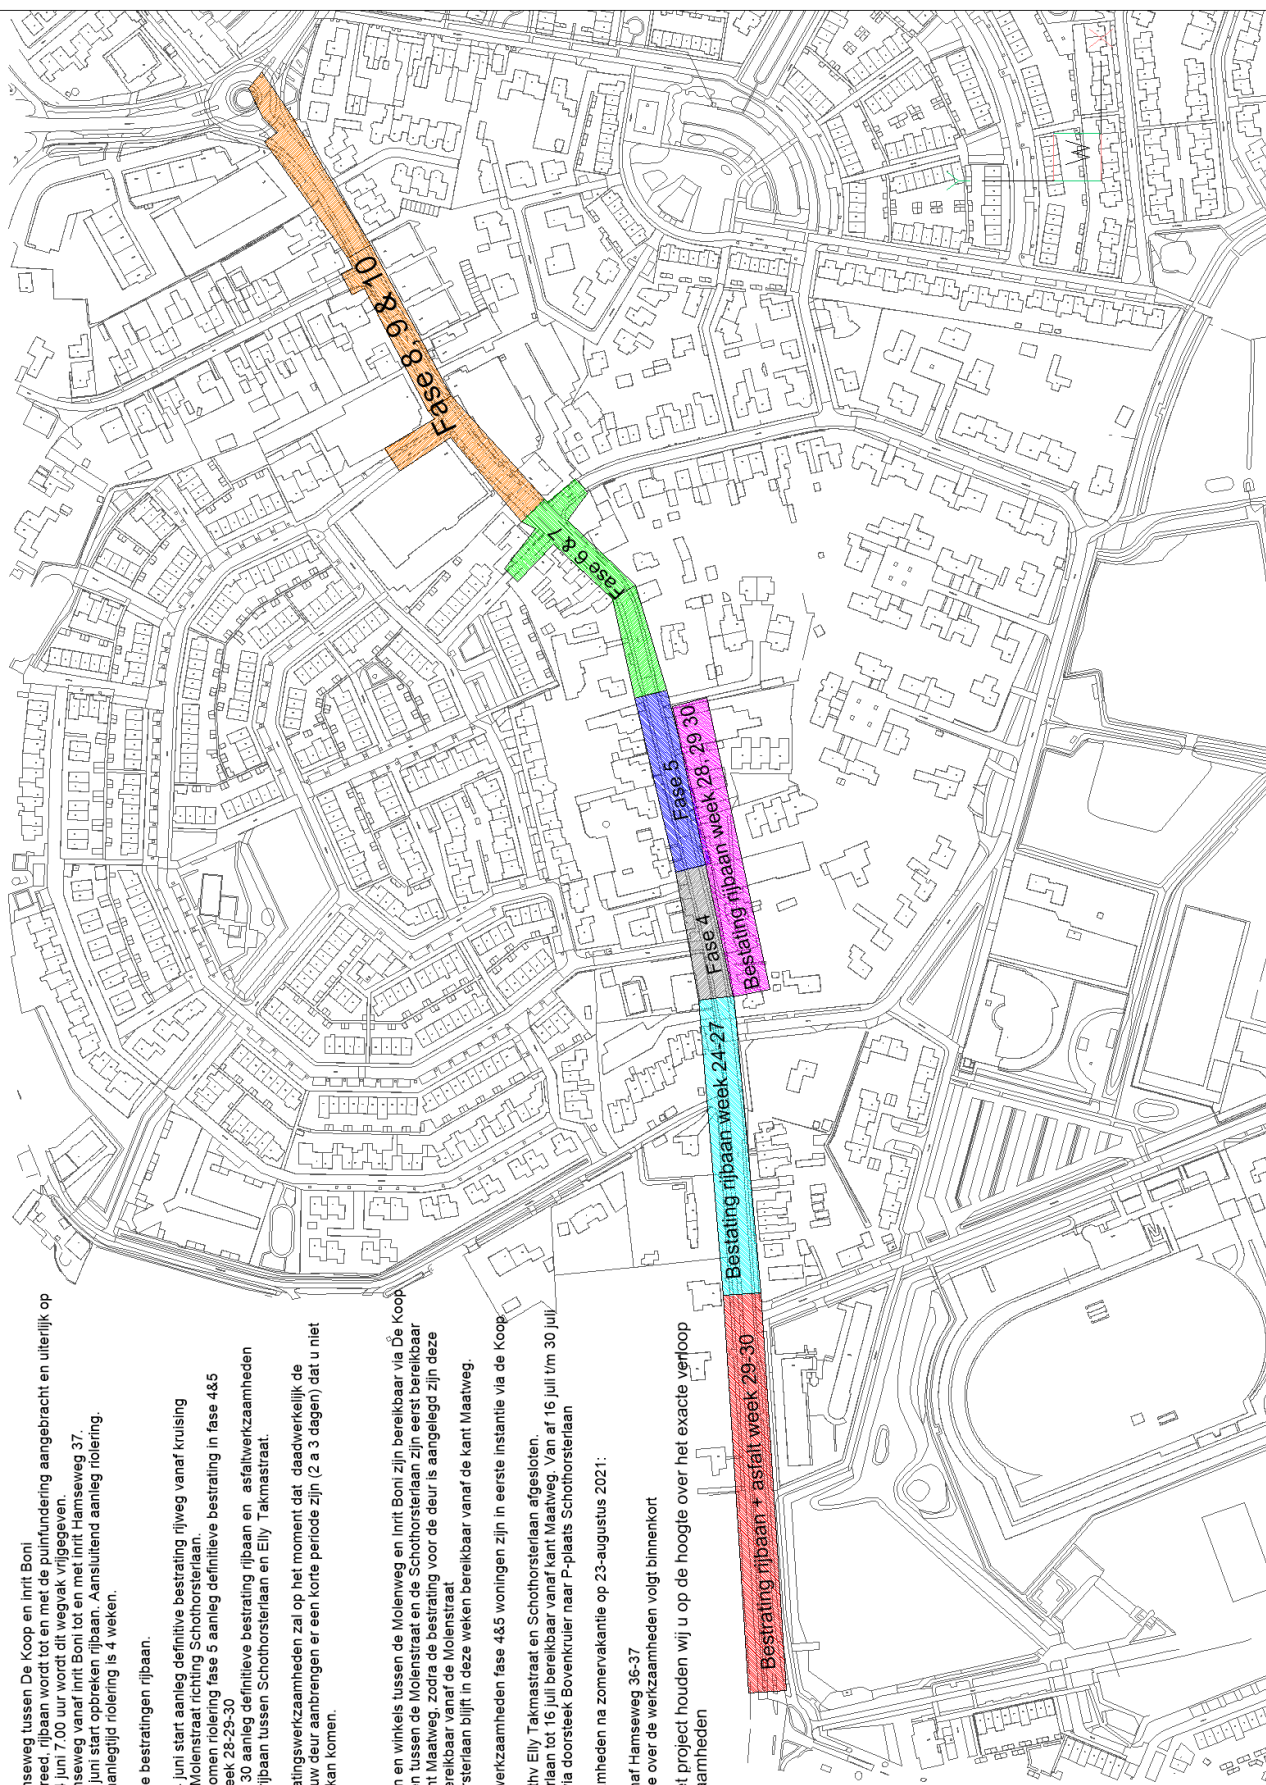 nseweg tussen De Koop en inrit Boni
reed, rijbaan wordt tot en met de puinfundering aangebracht en uiterlijk op
juni 7.00 uur wordt dit wegvak vrijgegeven.
nseweg vanaf inrit Boni tot en met inrit Hamseweg 37.
juni start opbreken rijbaan. Aansluitend aanleg riolering.
anlegtijd riolering is 4 weken.
e bestratingen rijbaan.
juni start aanleg definitive bestrating rijweg vanaf kruising
Molenstraat richting Schothorsterlaan.
omen riolering fase 5 aanleg definitieve bestrating in fase 4&5
eek 28-29-30
30 aanleg definitieve bestrating rijbaan en asfaltwerkzaamheden
rijbaan tussen Schothorsterlaan en Elly Takmastraat.
atingswerkzaamheden zal op het moment dat daadwerkelijk de
uw deur aanbrengen er een korte periode zijn (2 a 3 dagen) dat u niet
kan komen.
n en winkels tussen de Molenweg en Inrit Boni zijn bereikbaar via De Koop
en tussen de Molenstraat en de Schothorsterlaan zijn eerst bereikbaar
nt Maatweg, zodra de bestrating voor de deur is aangelegd zijn deze
ereikbaar vanaf de Molenstraat
rsterlaan blijft in deze weken bereikbaar vanaf de kant Maatweg.
werkzaamheden fase 4&5 woningen zijn in eerste instantie via de Koop
thv Elly Takmastraat en Schothorsterlaan afgesloten.
rlaan tot 16 juli bereikbaar vanaf kant Maatweg. Van af 16 juli t/m 30 juli
ia doorsteek Bovenkruier naar P-plaats Schothorsterlaan
mheden na zomervakantie op 23-augustus 2021:
af Hamseweg 36-37
e over de werkzaamheden volgt binnenkort
et project houden wij u op de hoogte over het exacte verloop
aamheden
Bestrating rijbaan + asfalt week 29-30
Bestating rijbaan week 24-27
Fase 4
Bestating rijbaan week 28, 29 30
Fase 5
Fase 6 & 7
Fase 8, 9 & 10